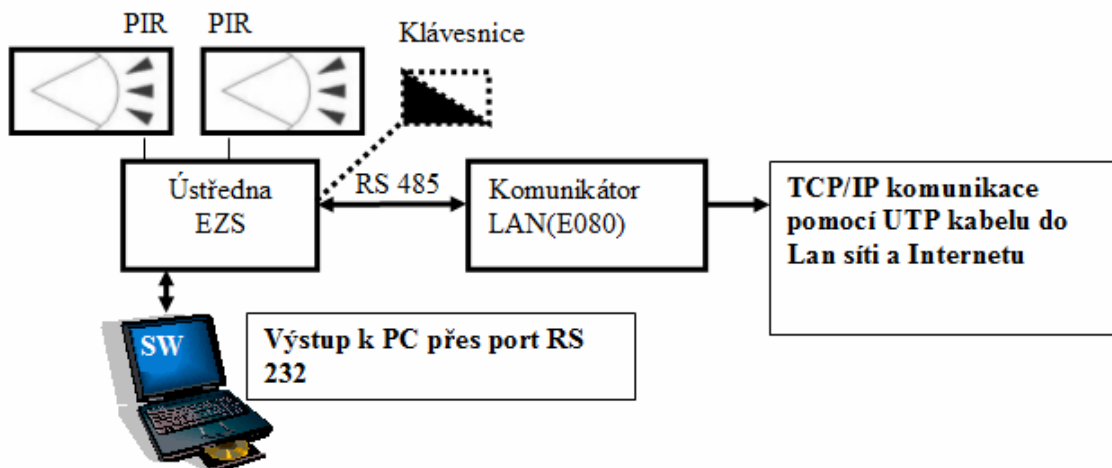 PIR
PIR
Klávesnice
Ústředna
EZS
RS 485
Komunikátor
LAN(E080)
TCP/IP komunikace
pomocí UTP kabelu do
Lan síti a Internetu
SW
Výstup k PC přes port RS
232